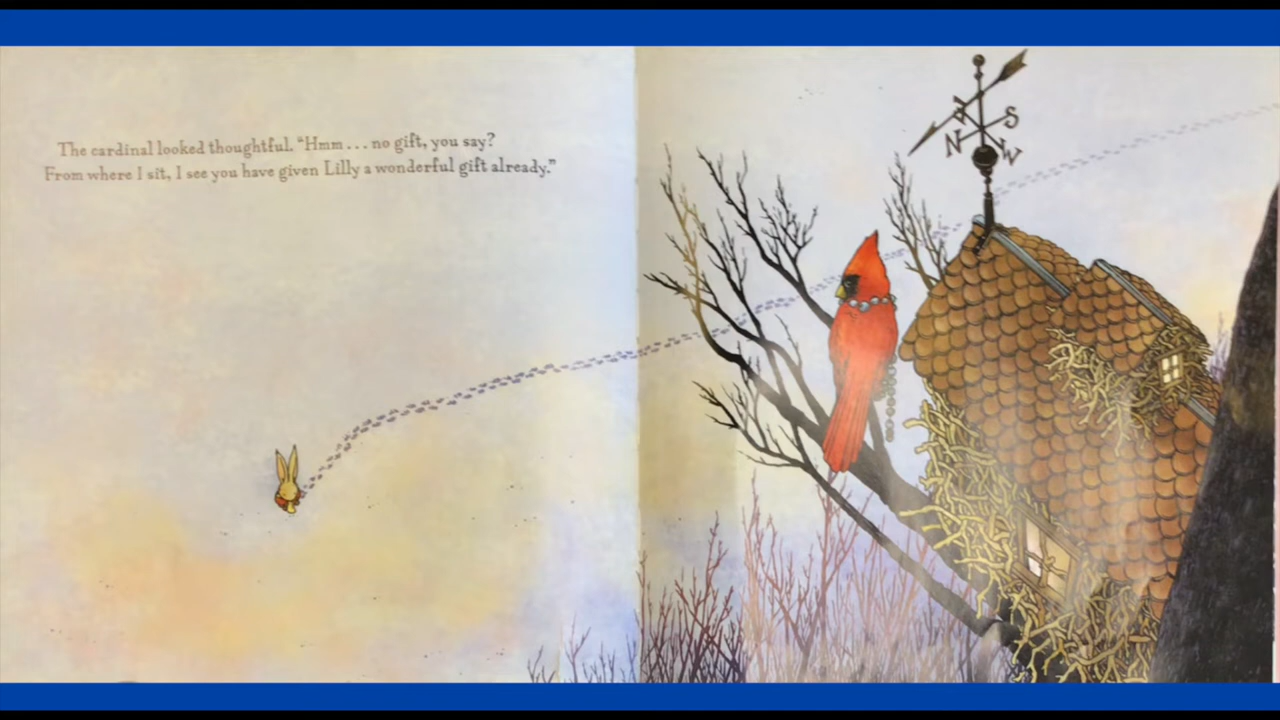 The cardinal looked thoughtful. “Hmm . . . no gift, you say?
From where I sit, I see you have given Lilly a wonderful gift already.”
N S
W